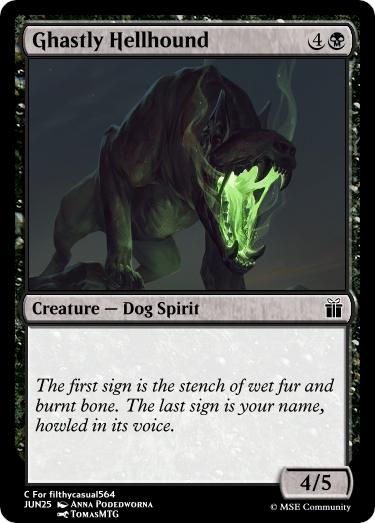 Ghastly Hellhound 4
Creature — Dog Spirit
The first sign is the stench of wet fur and
burnt bone. The last sign is your name,
howled in its voice.
4/5
C For filthycasual564
JUN25 Anna Podedworna
TomasMTG
© MSE Community